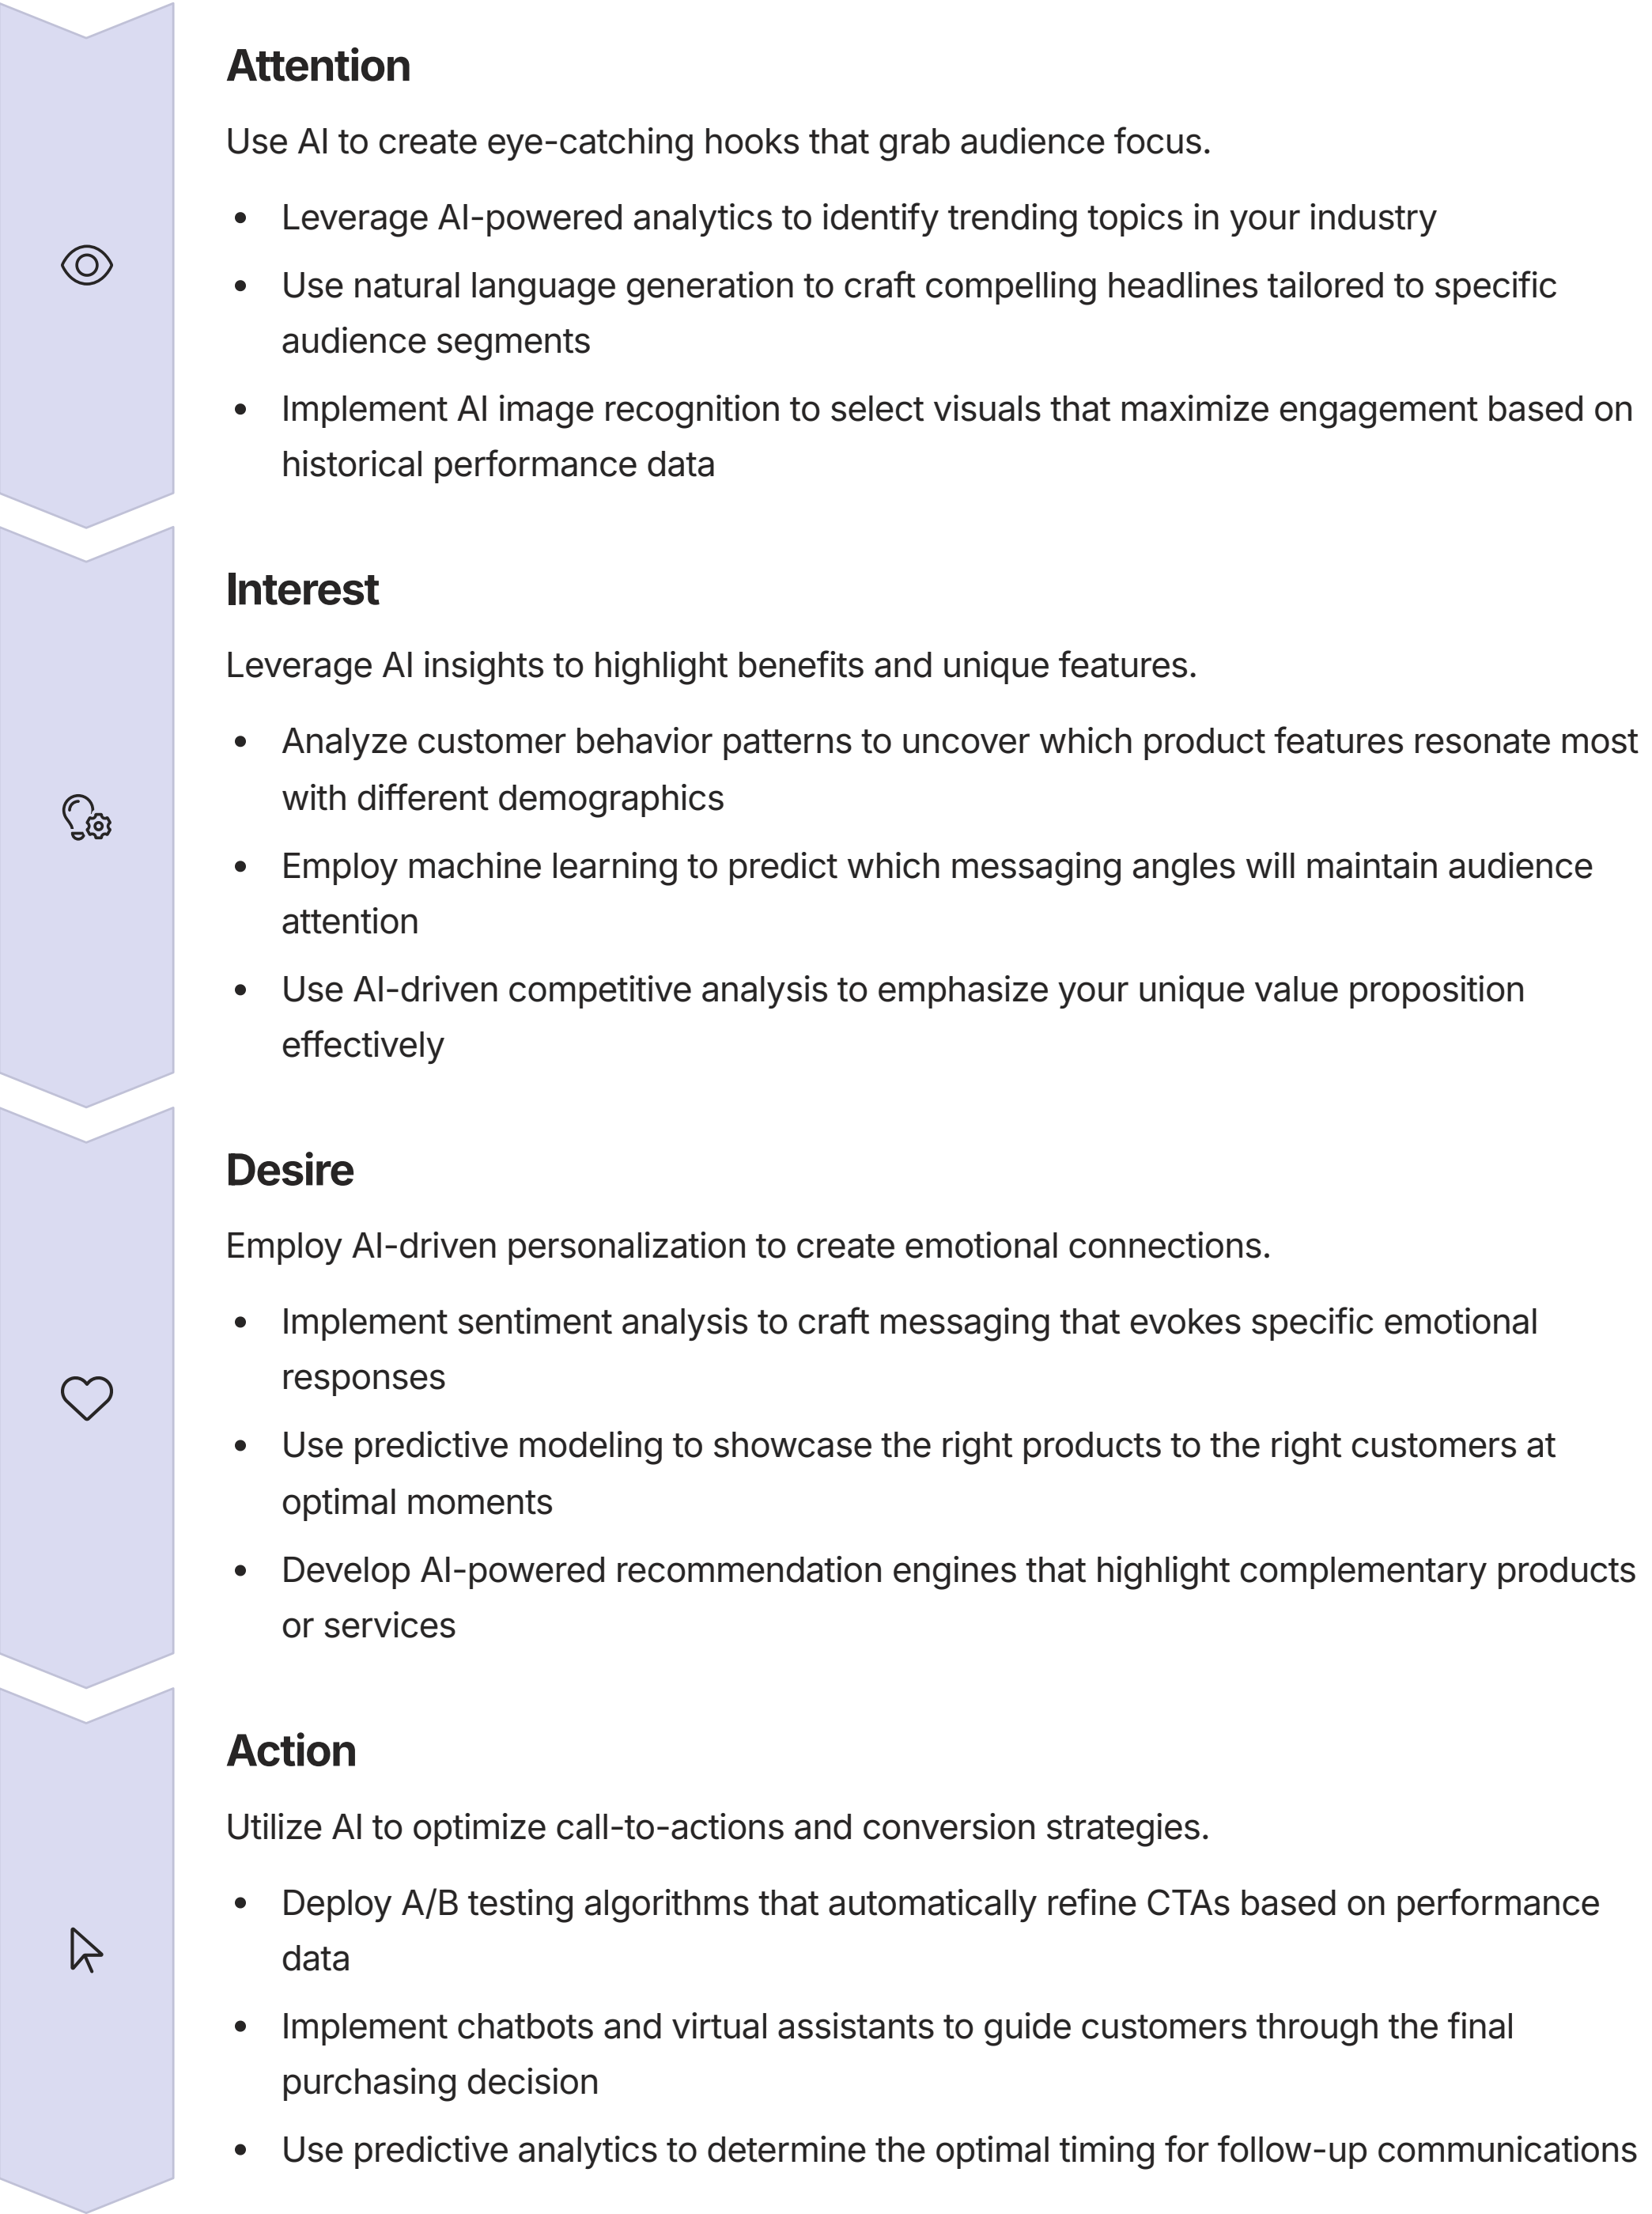 Attention
Use AI to create eye-catching hooks that grab audience focus.
• Leverage AI-powered analytics to identify trending topics in your industry
• Use natural language generation to craft compelling headlines tailored to specific
audience segments
• Implement AI image recognition to select visuals that maximize engagement based on
historical performance data
Interest
Leverage AI insights to highlight benefits and unique features.
• Analyze customer behavior patterns to uncover which product features resonate most
with different demographics
• Employ machine learning to predict which messaging angles will maintain audience
attention
• Use AI-driven competitive analysis to emphasize your unique value proposition
effectively
Desire
Employ AI-driven personalization to create emotional connections.
• Implement sentiment analysis to craft messaging that evokes specific emotional
responses
• Use predictive modeling to showcase the right products to the right customers at
optimal moments
• Develop AI-powered recommendation engines that highlight complementary products
or services
Action
Utilize AI to optimize call-to-actions and conversion strategies.
• Deploy A/B testing algorithms that automatically refine CTAs based on performance
data
• Implement chatbots and virtual assistants to guide customers through the final
purchasing decision
• Use predictive analytics to determine the optimal timing for follow-up communications